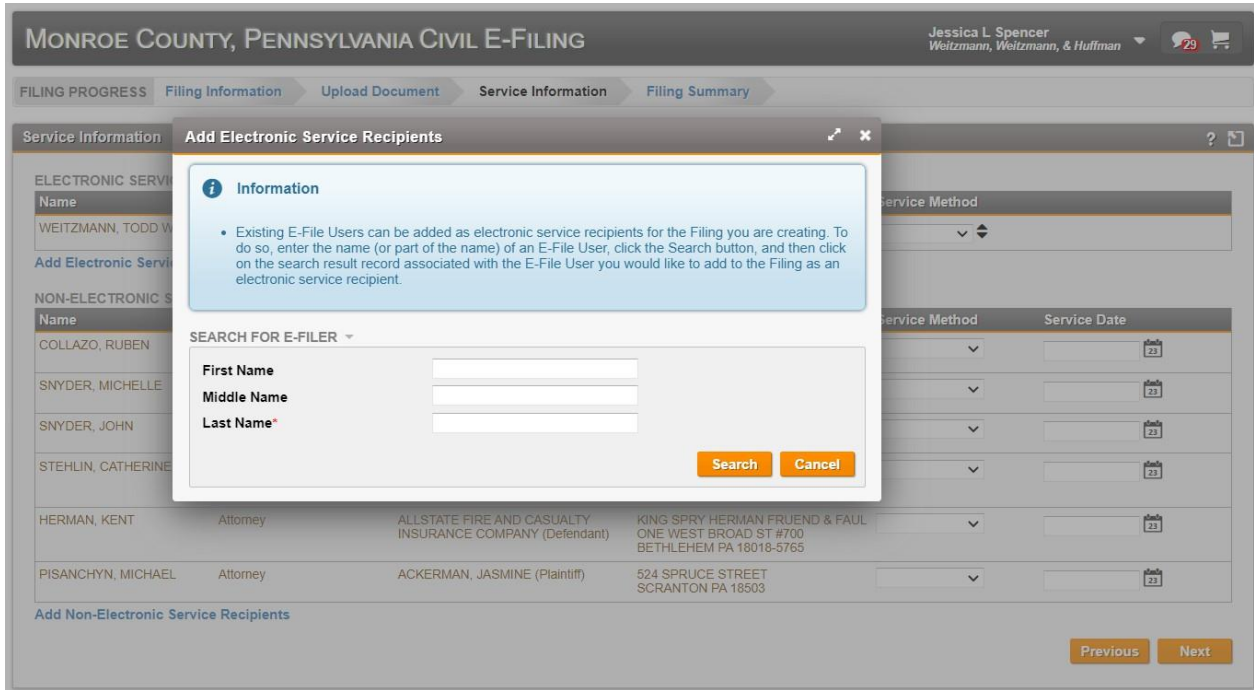 MONROE COUNTY, PENNSYLVANIA CIVIL E-FILING
Jessica L Spencer
Weitzmann, Weitzmann, & Huffman
29
FILING PROGRESS Filing Information Upload Document Service Information Filing Summary
Service Information
?
Add Electronic Service Recipients
Information
• Existing E-File Users can be added as electronic service recipients for the Filing you are creating. To
do so, enter the name (or part of the name) of an E-File User, click the Search button, and then click
on the search result record associated with the E-File User you would like to add to the Filing as an
electronic service recipient.
SEARCH FOR E-FILER
First Name
Middle Name
Last Name*
Search Cancel
ELECTRONIC SERVI
Name Service Method
WEITZMANN, TODD W
Add Electronic Servi
NON-ELECTRONIC S
Name Service Method Service Date
COLLAZO, RUBEN 23
SNYDER, MICHELLE 23
SNYDER, JOHN 23
STEHLIN, CATHERINE 23
HERMAN, KENT Attorney ALLSTATE FIRE AND CASUALTY KING SPRY HERMAN FRUEND & FAUL 23
INSURANCE COMPANY (Defendant) ONE WEST BROAD ST #700
BETHLEHEM PA 18018-5765
PISANCHYN, MICHAEL Attorney ACKERMAN, JASMINE (Plaintiff) 524 SPRUCE STREET 23
SCRANTON PA 18503
Add Non-Electronic Service Recipients
Previous Next